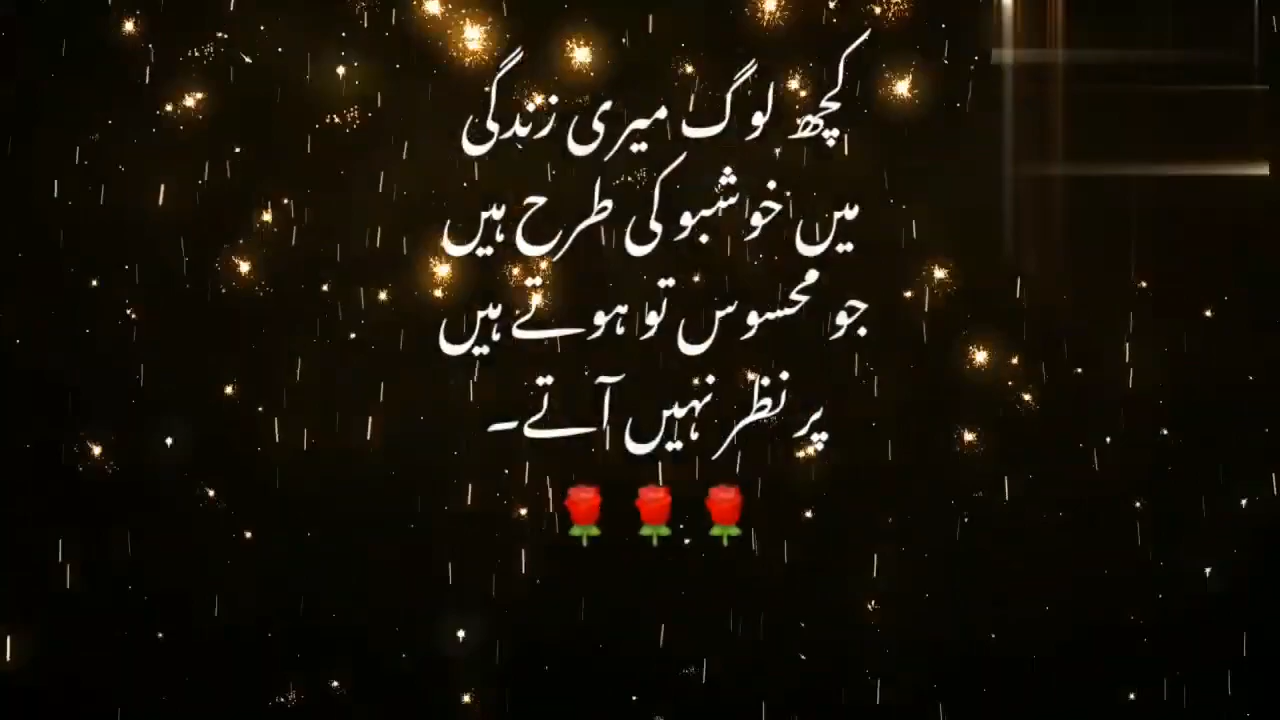 کچھ لوگ میری زندگی
میں خوشبو کی طرح ہیں
جو محسوس تو ہوتے ہیں
پر نظر نہیں آتے۔
🌹🌹🌹